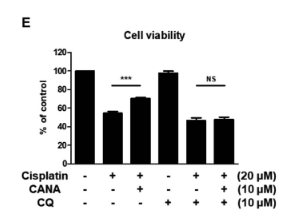 E
Cell viability
% of control
120
100
80
60
40
20
0
***
NS
Cisplatin - + + - + + (20 µM)
CANA - - + - - + (10 µM)
CQ - - - + + + (10 µM)